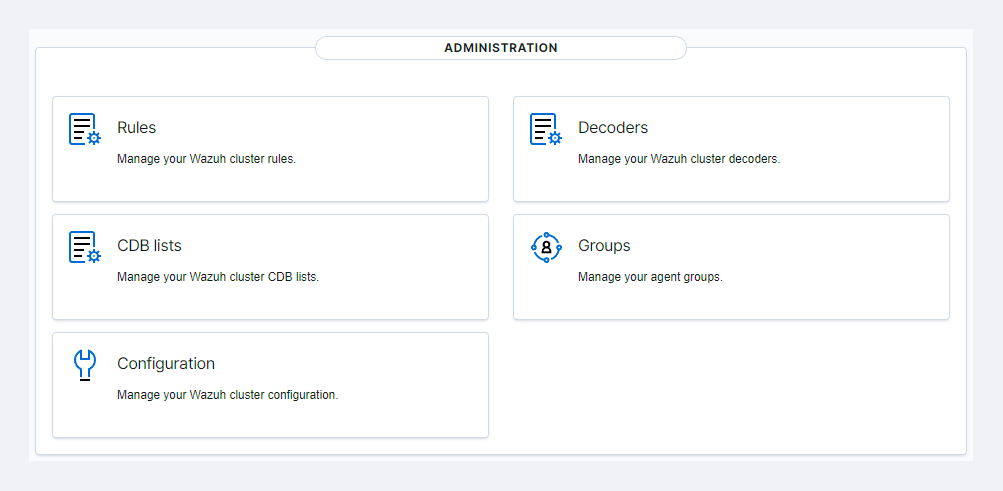 ADMINISTRATION
Rules
Manage your Wazuh cluster rules.
Decoders
Manage your Wazuh cluster decoders.
CDB lists
Manage your Wazuh cluster CDB lists.
Groups
Manage your agent groups.
Configuration
Manage your Wazuh cluster configuration.